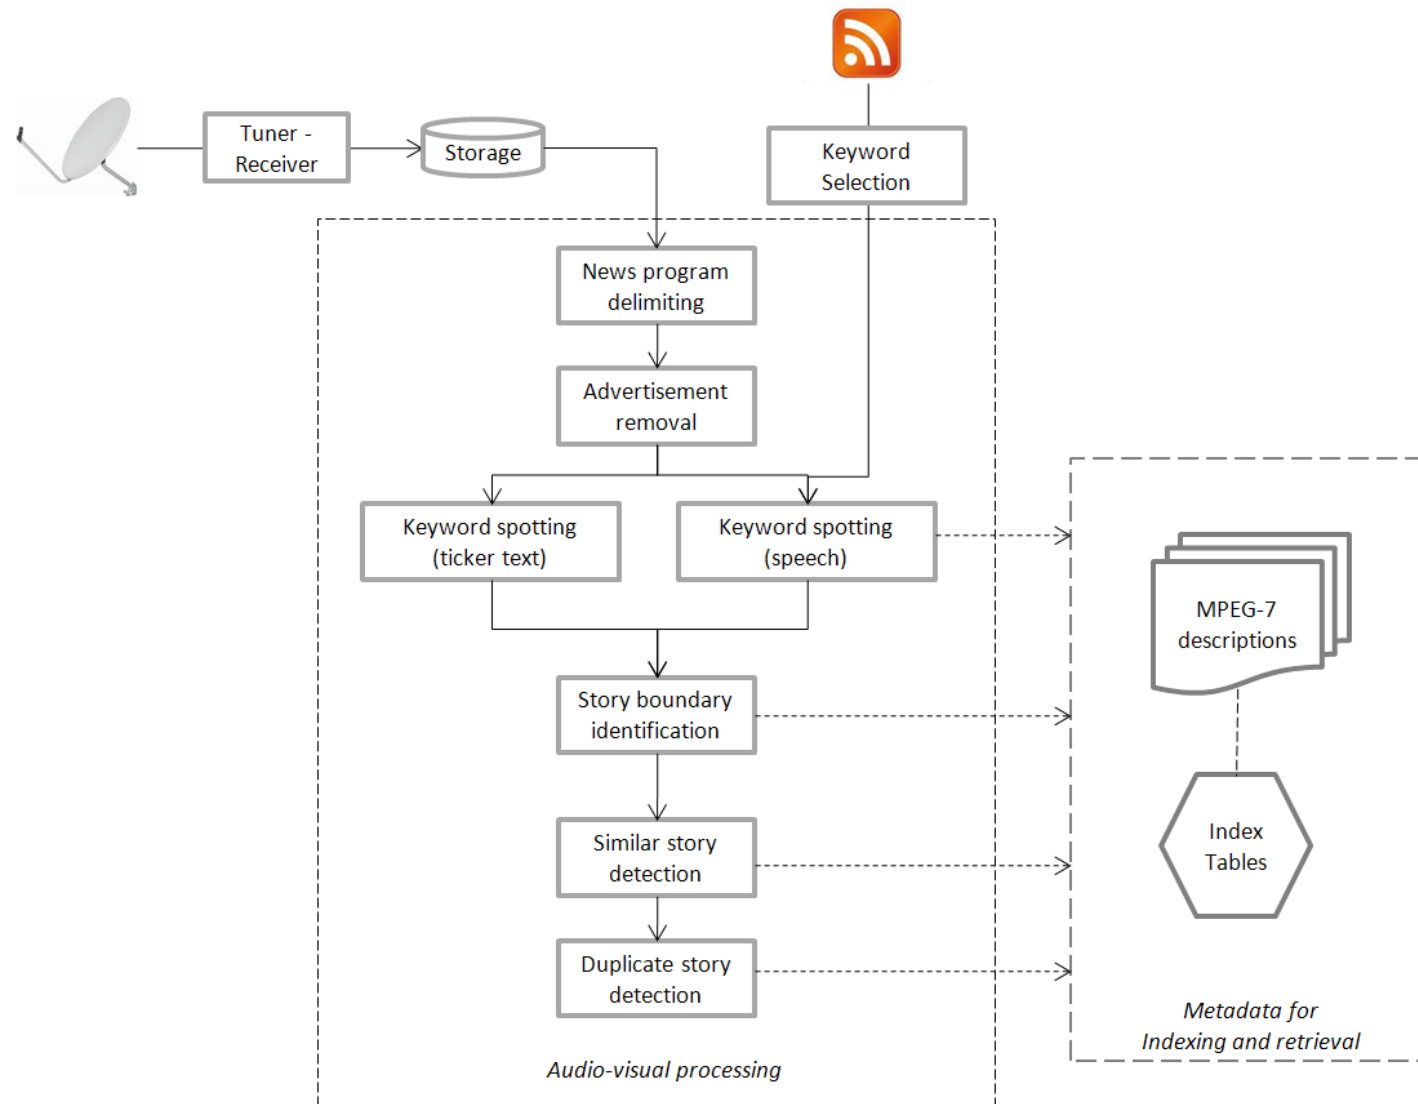 Tuner -
Receiver
Storage
Keyword
Selection
News program
delimiting
Advertisement
removal
Keyword spotting
(ticker text)
Keyword spotting
(speech)
Story boundary
identification
Similar story
detection
Duplicate story
detection
Audio-visual processing
MPEG-7
descriptions
Index
Tables
Metadata for
Indexing and retrieval